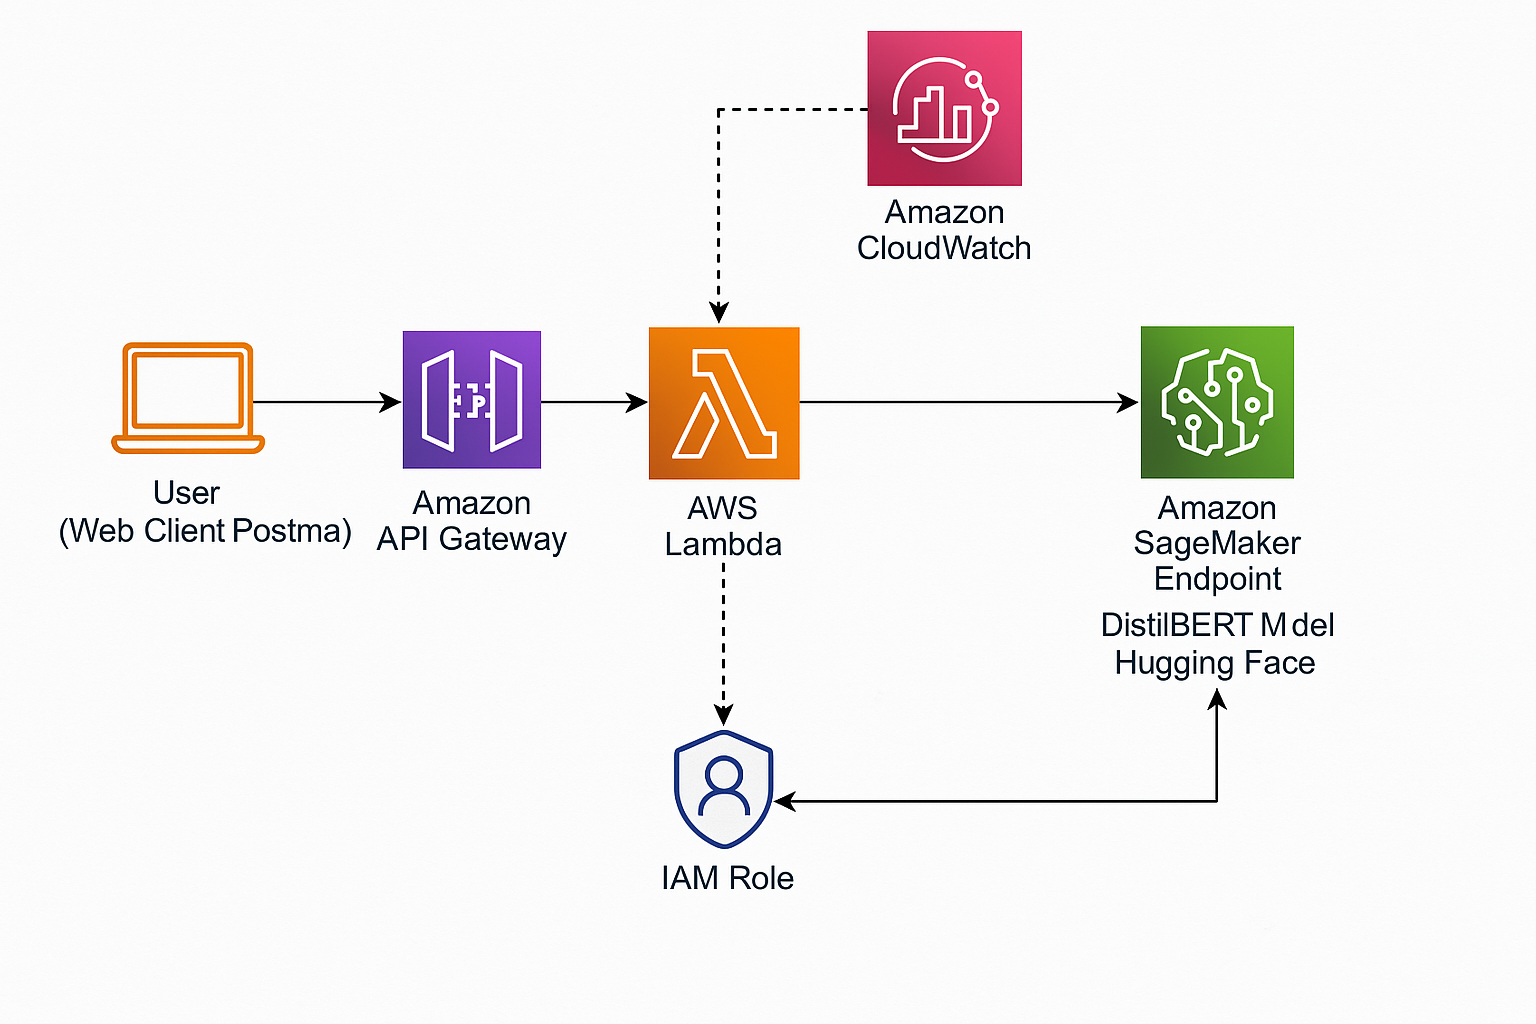 Amazon
CloudWatch
User
(Web Client Postma)
Amazon
API Gateway
AWS
Lambda
Amazon
SageMaker
Endpoint
DistilBERT M del
Hugging Face
IAM Role